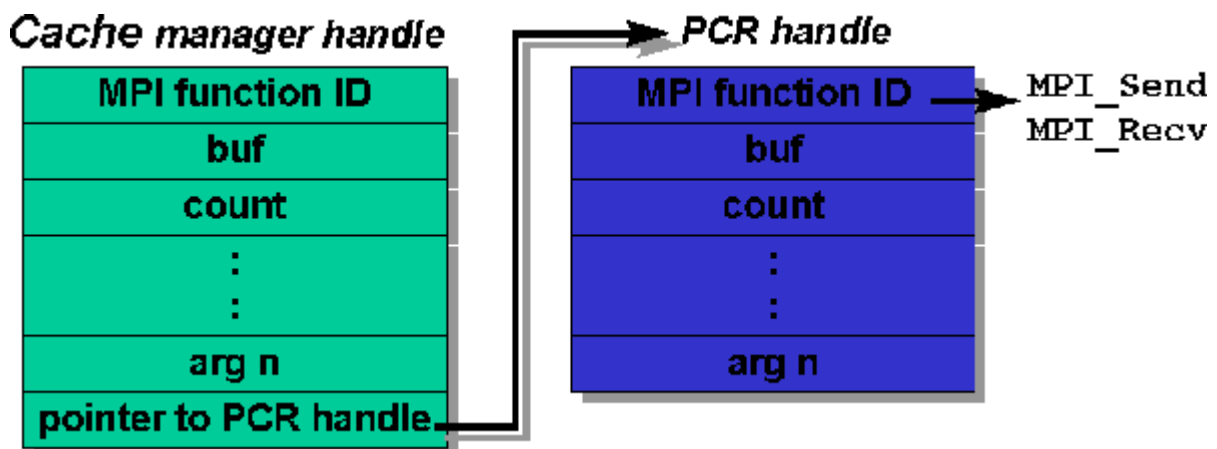 Cache manager handle
MPI function ID
buf
count
:
:
arg n
pointer to PCR handle
PCR handle
MPI function ID
buf
count
:
:
arg n
MPI_Send
MPI_Recv